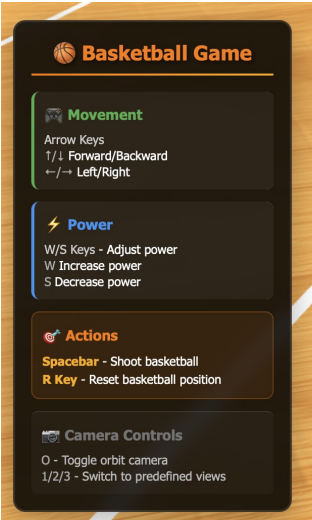 🏀 Basketball Game
🎮 Movement
Arrow Keys
↑/↓ Forward/Backward
←/→ Left/Right
⚡ Power
W/S Keys - Adjust power
W Increase power
S Decrease power
🎯 Actions
Spacebar - Shoot basketball
R Key - Reset basketball position
📷 Camera Controls
O - Toggle orbit camera
1/2/3 - Switch to predefined views